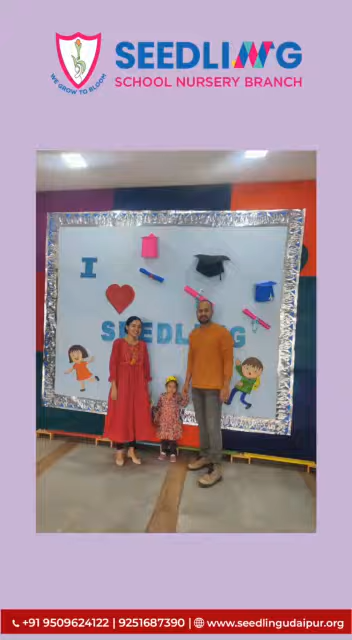 SEEDLING
SCHOOL NURSERY BRANCH
WE GROW TO BLOOM
I
SEEDLING
+91 9509624122 | 9251687390 | www.seedlingudaipur.org